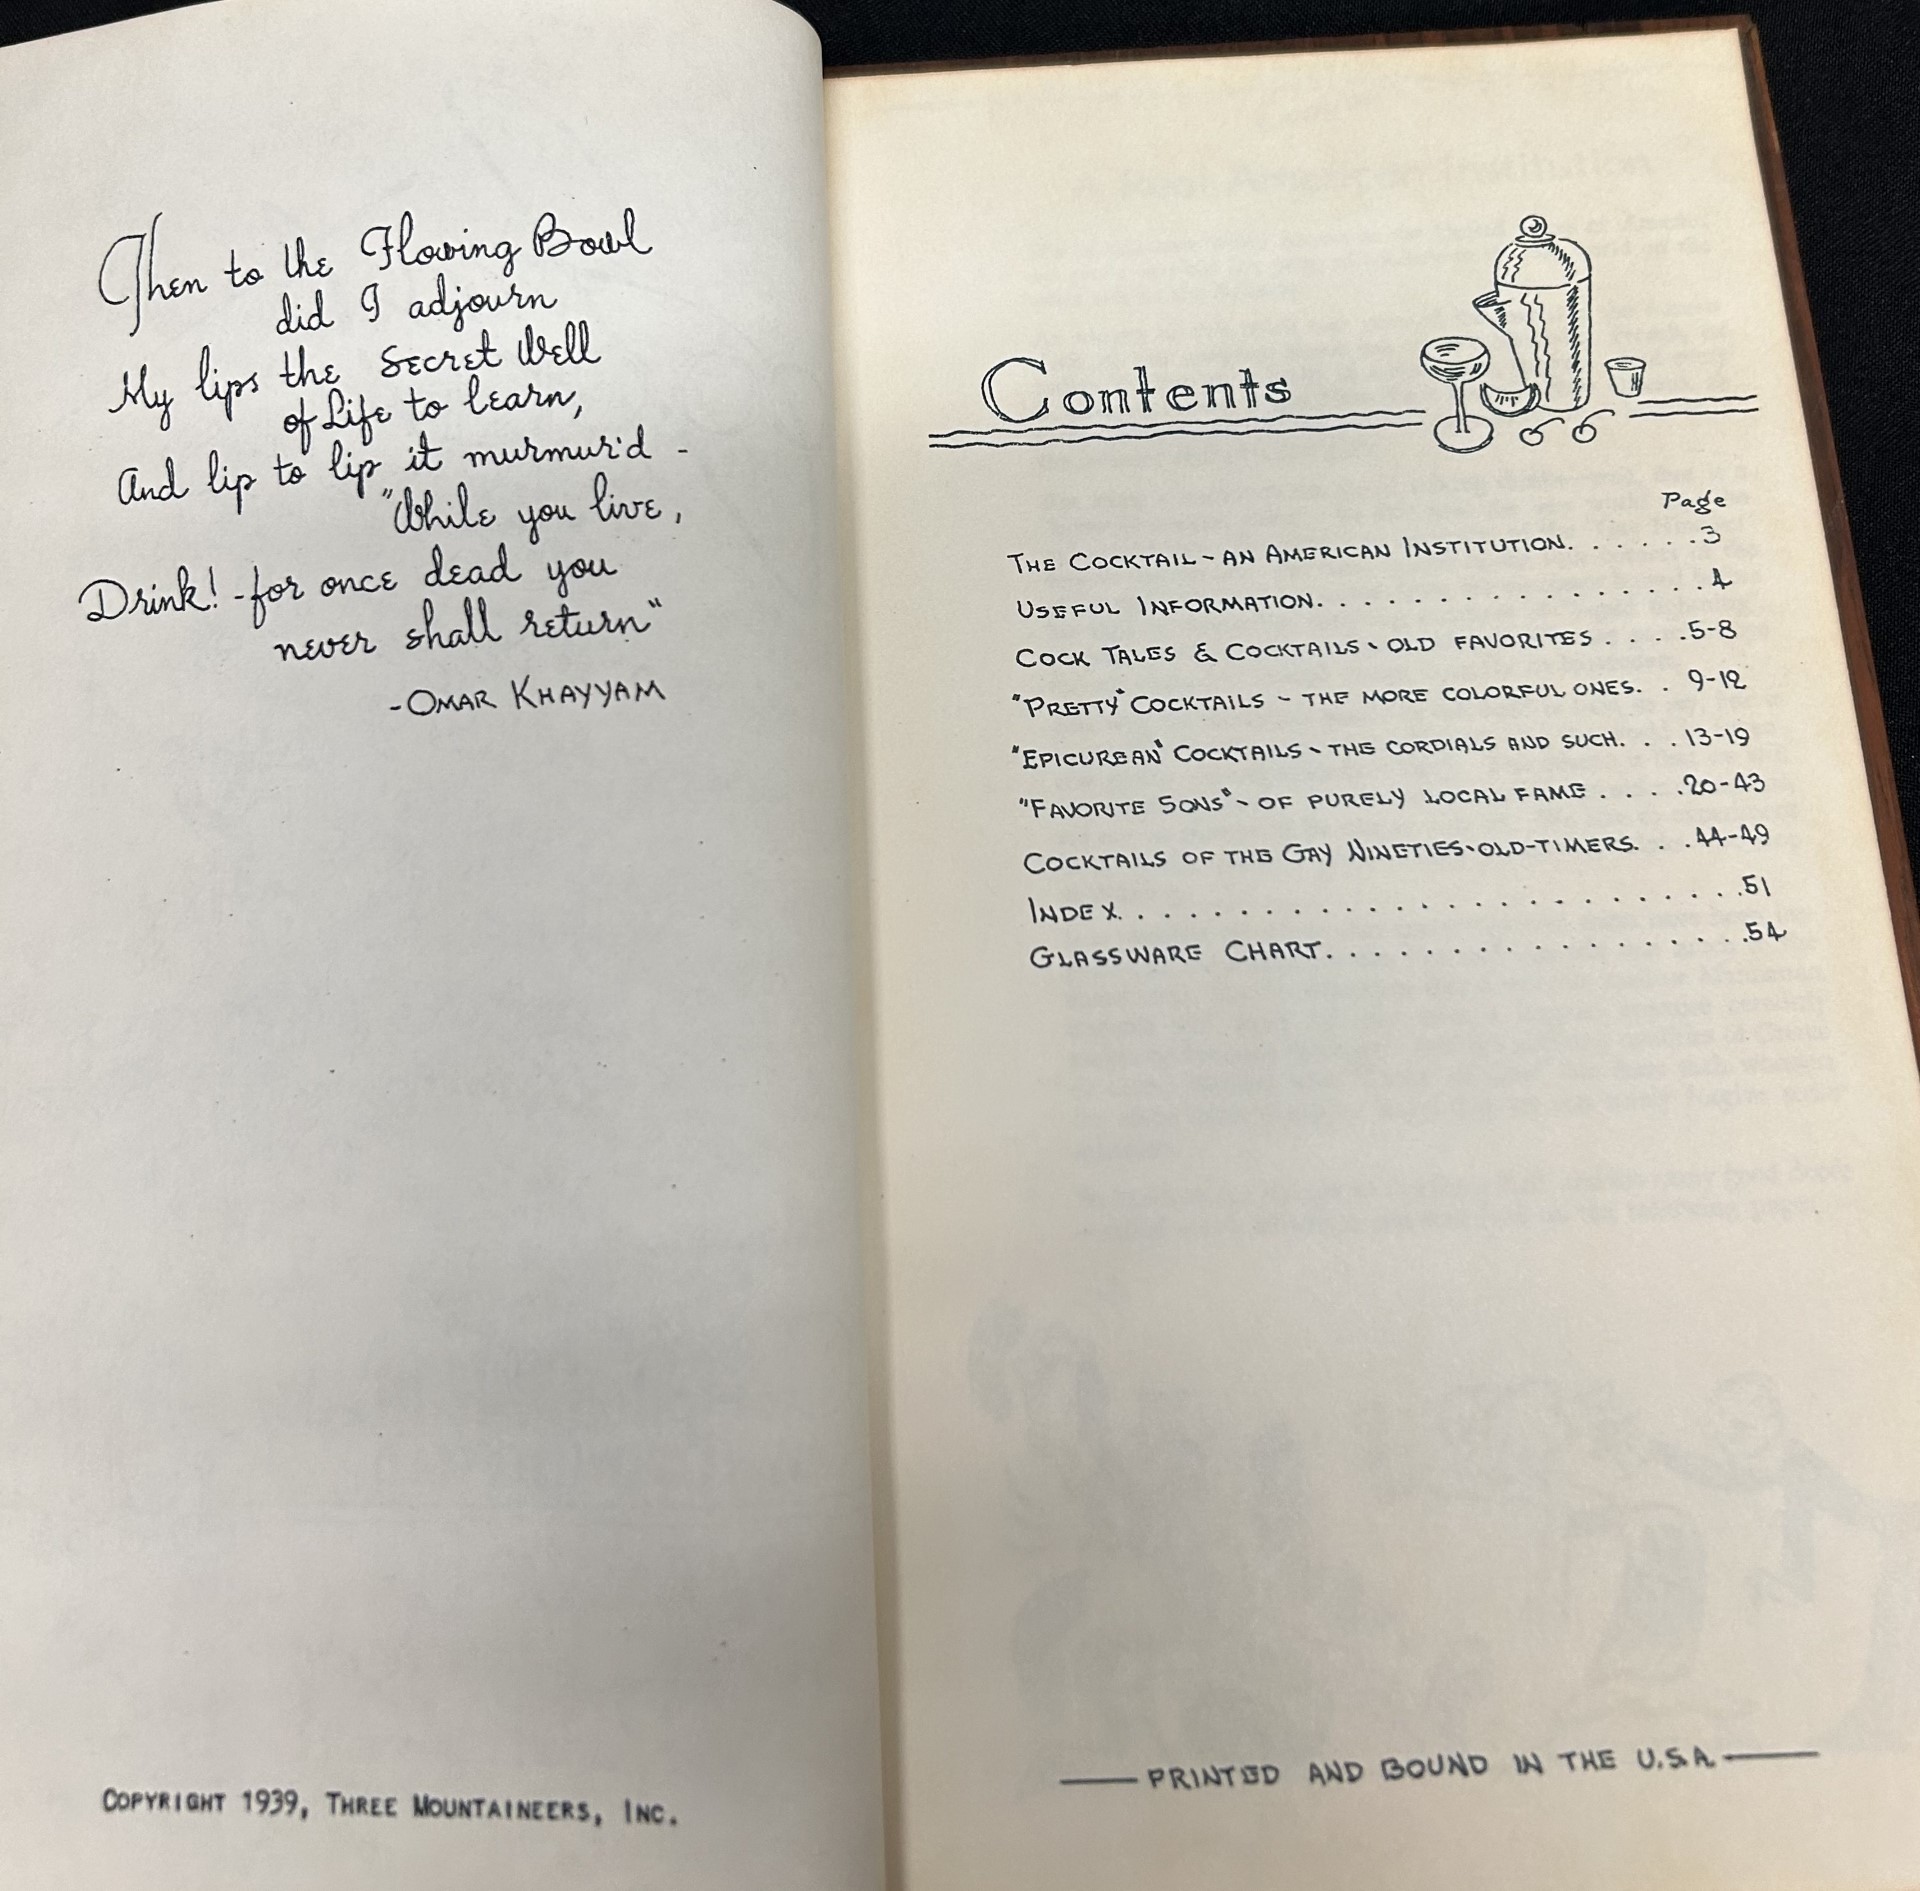 Then to the Flowing Bowl
did I adjourn
My lips the Secret Well
of Life to learn,
And lip to lip it murmur'd -
"While you live,
Drink! - for once dead you
never shall return"
- OMAR KHAYYAM
COPYRIGHT 1939, THREE MOUNTAINEERS, INC.
Contents
Page
THE COCKTAIL - AN AMERICAN INSTITUTION. . . . . . 3
USEFUL INFORMATION. . . . . . . . . . . . . . . . 4
COCK TALES & COCKTAILS - OLD FAVORITES . . . . 5-8
"PRETTY" COCKTAILS - THE MORE COLORFUL ONES. . 9-12
"EPICUREAN" COCKTAILS - THE CORDIALS AND SUCH. . . 13-19
"FAVORITE SONS" - OF PURELY LOCAL FAME . . . . 20-43
COCKTAILS OF THE GAY NINETIES - OLD-TIMERS. . . 44-49
INDEX. . . . . . . . . . . . . . . . . . . . . . . 51
GLASSWARE CHART. . . . . . . . . . . . . . . . . 54
PRINTED AND BOUND IN THE U.S.A.